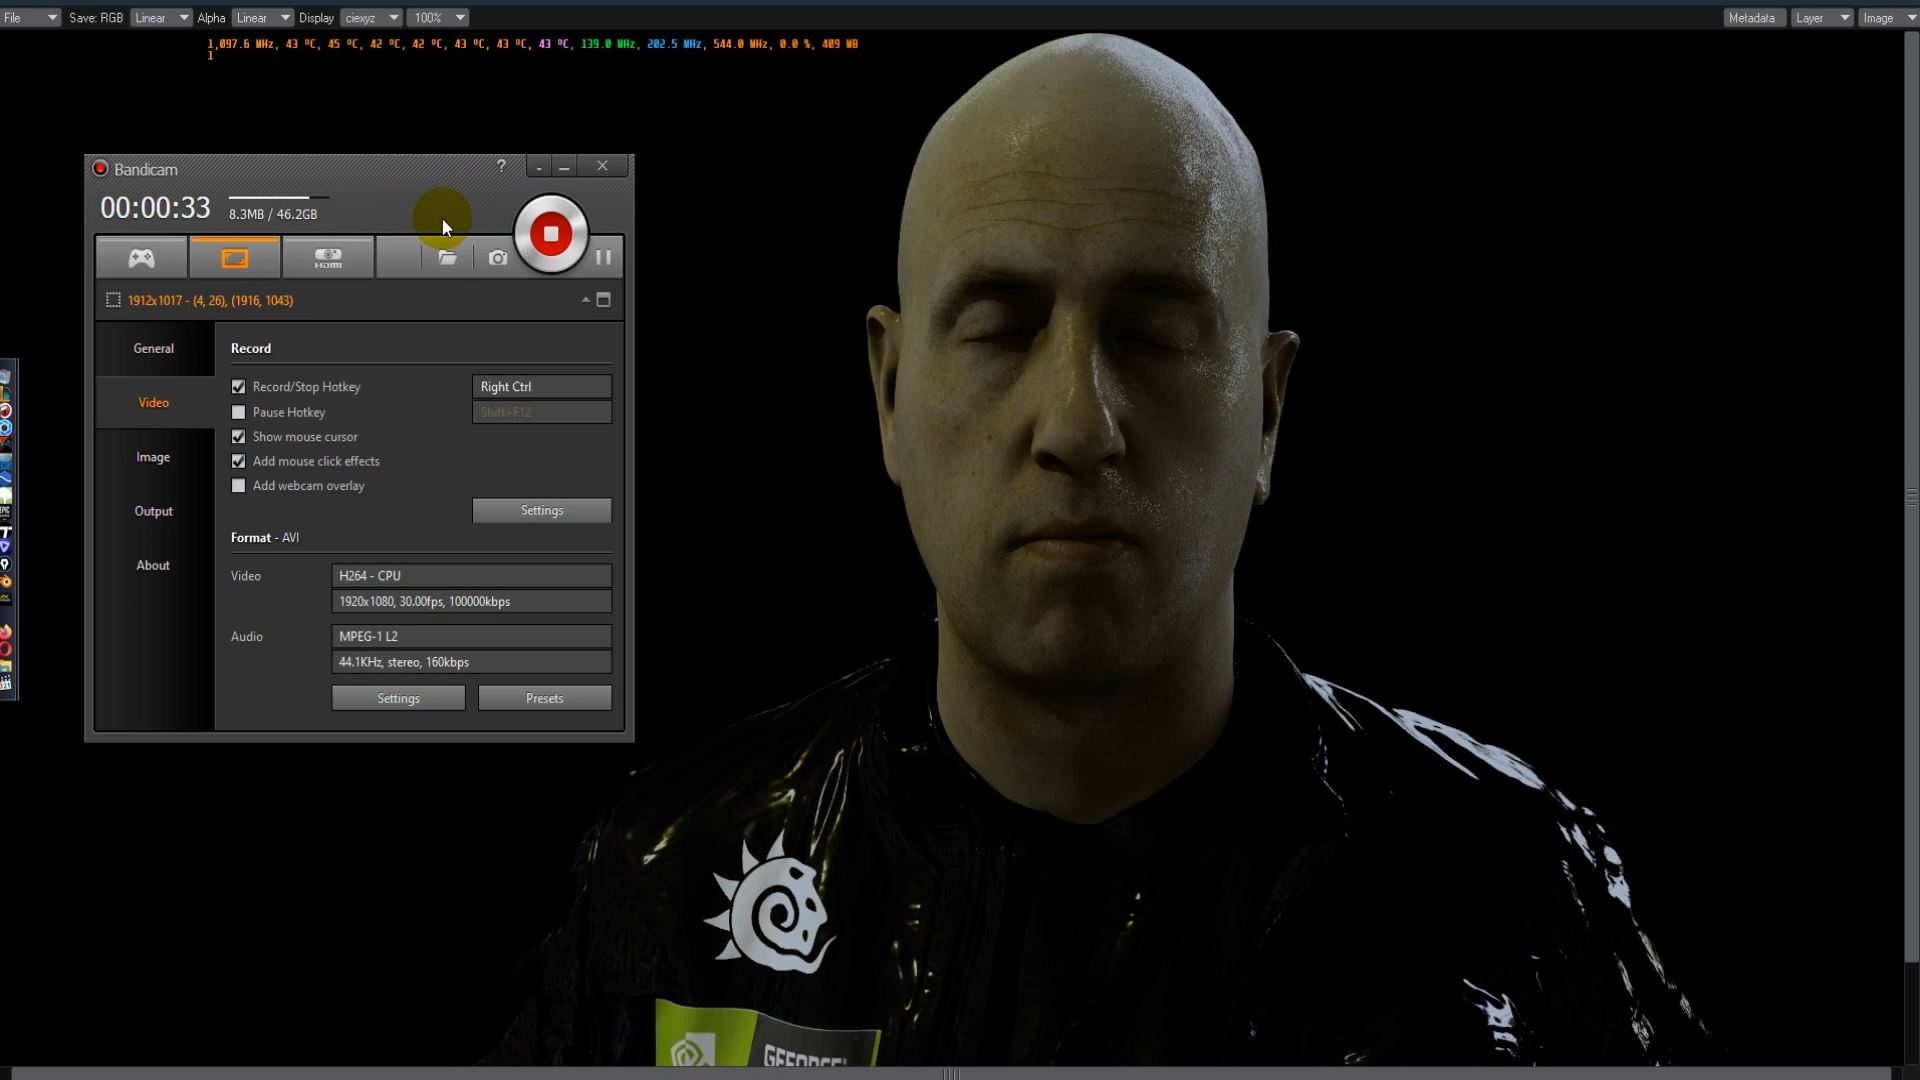 File Save: RGB Linear Alpha Linear Display ciexyz 100% Metadata Layer Image
1,097.6 MHz, 43 ºC, 45 ºC, 42 ºC, 42 ºC, 43 ºC, 43 ºC, 43 ºC, 139.0 MHz, 202.5 MHz, 544.0 MHz, 0.0 %, 409 MB
1
Bandicam ?
00:00:33 8.3MB / 46.2GB
HDMI
1912x1017 - (4, 26), (1916, 1043)
General
Video
Image
Output
About
Record
Record/Stop Hotkey Right Ctrl
Pause Hotkey Shift+F12
Show mouse cursor
Add mouse click effects
Add webcam overlay
Settings
Format - AVI
Video H264 - CPU
1920x1080, 30.00fps, 100000kbps
Audio MPEG-1 L2
44.1KHz, stereo, 160kbps
Settings Presets
EPIC
GEFORCE